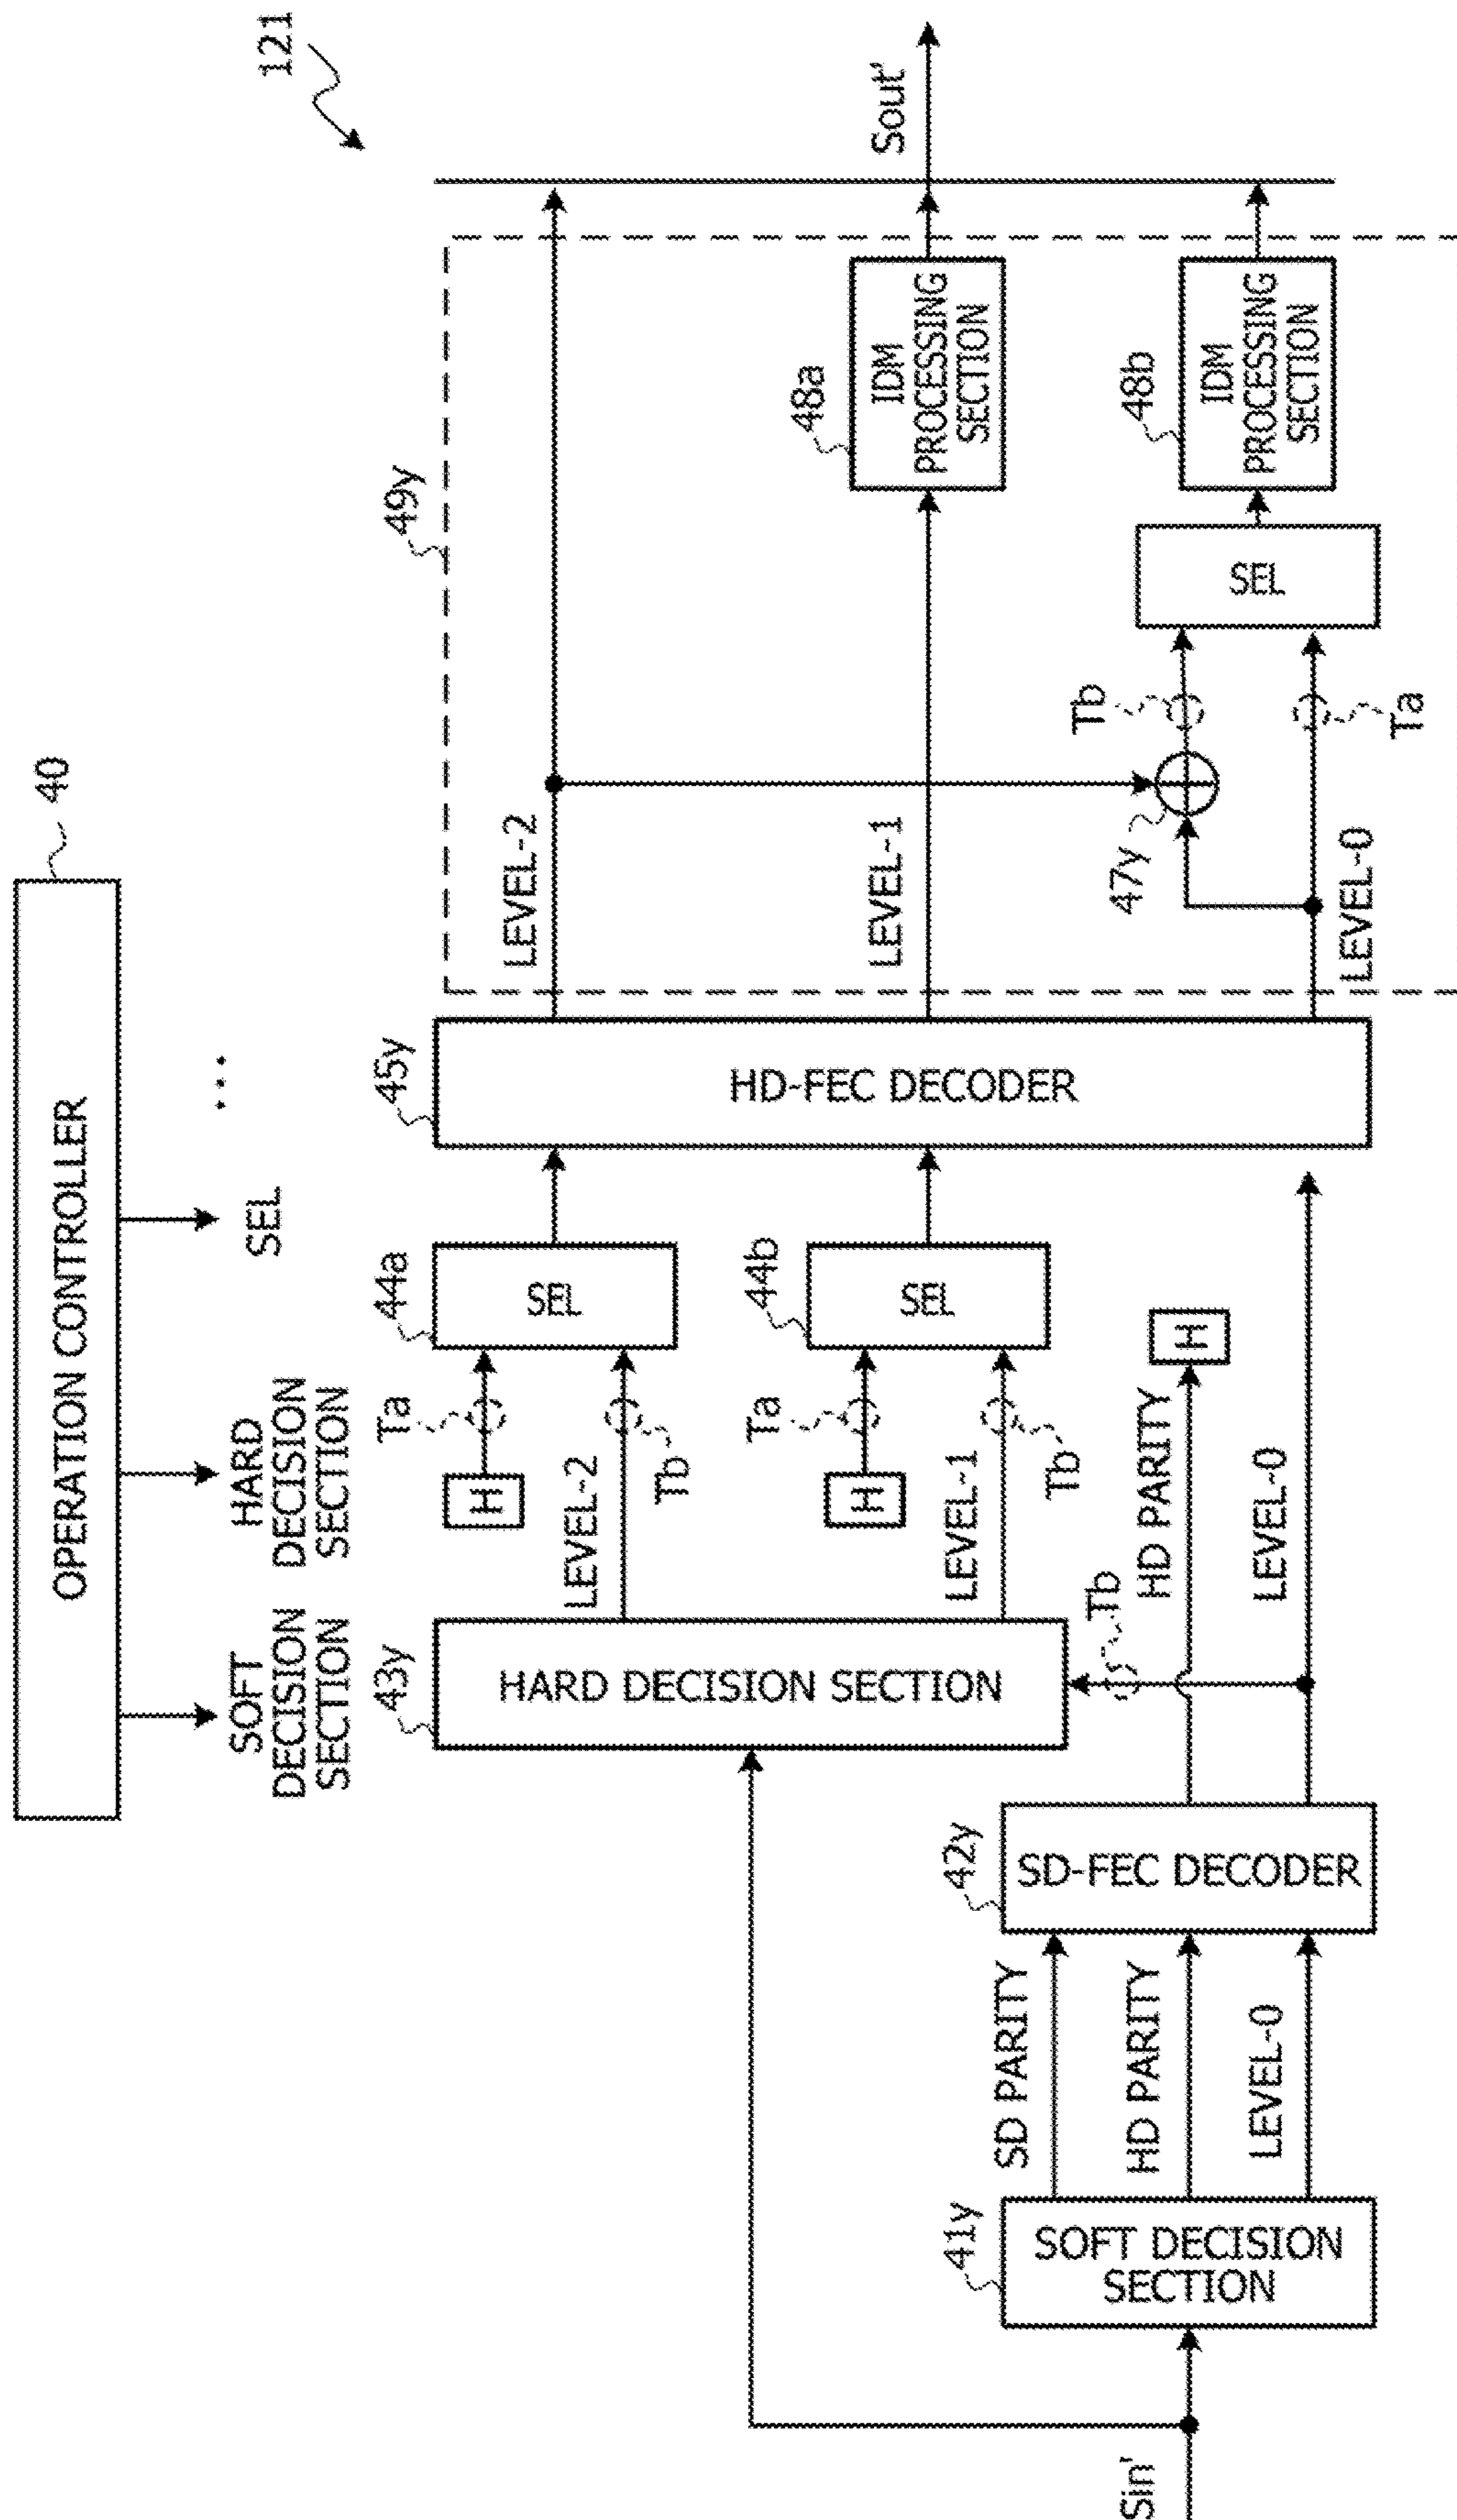 121
40
OPERATION CONTROLLER
SOFT
DECISION
SECTION
HARD
DECISION
SECTION
SEL
...
Sin'
41y
SOFT DECISION
SECTION
SD PARITY
HD PARITY
LEVEL-0
42y
SD-FEC DECODER
43y
HARD DECISION SECTION
Tb
HD PARITY
H
LEVEL-0
LEVEL-2
Tb
H
Ta
44a
SEL
LEVEL-1
Tb
H
Ta
44b
SEL
45y
HD-FEC DECODER
49y
LEVEL-2
LEVEL-1
LEVEL-0
47y
Tb
Ta
SEL
48a
IDM
PROCESSING
SECTION
48b
IDM
PROCESSING
SECTION
Sout'